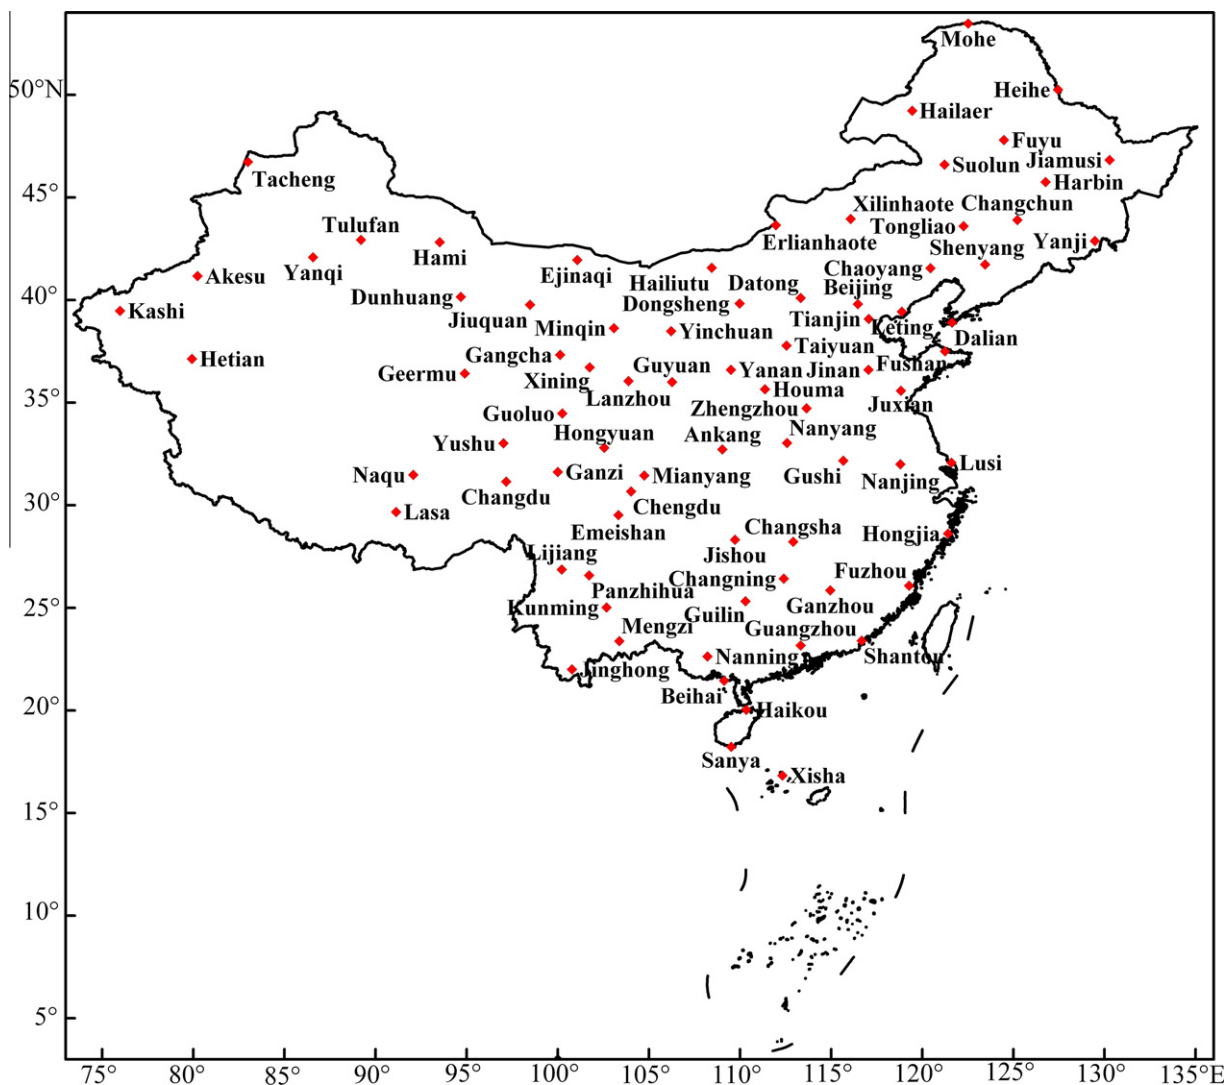 Mohe
50°N
Heihe
Hailaer
Fuyu
Suolun
Jiamusi
Tacheng
Harbin
45°
Xilinhaote
Changchun
Tulufan
Tongliao
Erlianhaote
Shenyang
Yanji
Hami
Yanqi
Ejinaqi
Akesu
Hailiutu
Datong
Chaoyang
Beijing
40°
Dunhuang
Dongsheng
Kashi
Jiuquan
Minqin
Yinchuan
Tianjin
Leting
Dalian
Taiyuan
Hetian
Gangcha
Guyuan
Fushan
Geermu
Xining
Yanan
Jinan
Lanzhou
Houma
35°
Guoluo
Zhengzhou
Juxian
Hongyuan
Ankang
Nanyang
Yushu
Naqu
Ganzi
Mianyang
Gushi
Lusi
Changdu
Nanjing
30°
Lasa
Chengdu
Emeishan
Changsha
Hongjia
Lijiang
Jishou
Changning
Fuzhou
Panzhihua
25°
Kunming
Guilin
Ganzhou
Mengzi
Guangzhou
Jinghong
Nanning
Shantou
Beihai
20°
Haikou
Sanya
Xisha
15°
10°
5°
75° 80° 85° 90° 95° 100° 105° 110° 115° 120° 125° 130° 135°E